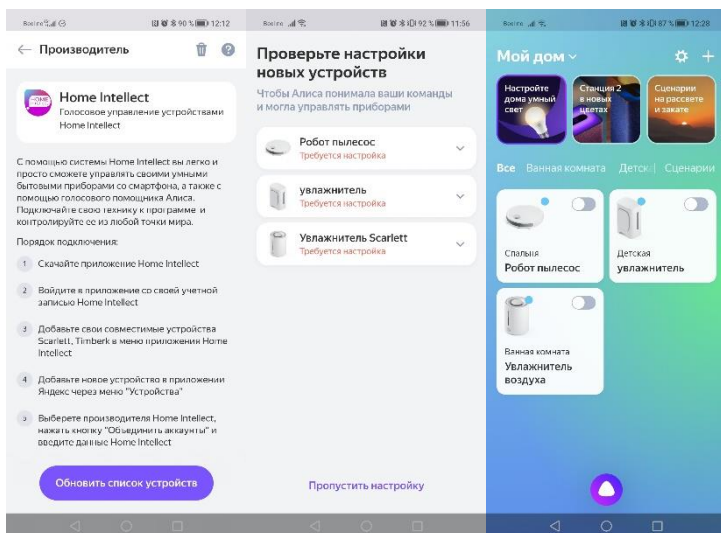 90 % 12:12
Производитель
Home Intellect
Голосовое управление устройствами
Home Intellect
С помощью системы Home Intellect вы легко и
просто сможете управлять своими умными
бытовыми приборами со смартфона, а также с
помощью голосового помощника Алиса.
Подключайте свою технику к программе и
контролируйте ее из любой точки мира.
Порядок подключения:
1 Скачайте приложение Home Intellect
2 Войдите в приложение со своей учетной
записью Home Intellect
3 Добавьте свои совместимые устройства
Scarlett, Timberk в меню приложения Home
Intellect
4 Добавьте новое устройство в приложении
Яндекс через меню "Устройства"
5 Выберете производителя Home Intellect,
нажать кнопку "Объединить аккаунты" и
введите данные Home Intellect
Обновить список устройств
92 % 11:56
Проверьте настройки
новых устройств
Чтобы Алиса понимала ваши команды
и могла управлять приборами
Робот пылесос
Требуется настройка
увлажнитель
Требуется настройка
Увлажнитель Scarlett
Требуется настройка
Пропустить настройку
87 % 12:28
Мой дом
Настройте
дома умный
свет
Станция 2
в новых
цветах
Сценарии
на рассвете
и закате
Все Ванная комната Детск Сценарии
Спальня
Робот пылесос
Детская
увлажнитель
Ванная комната
Увлажнитель
воздуха